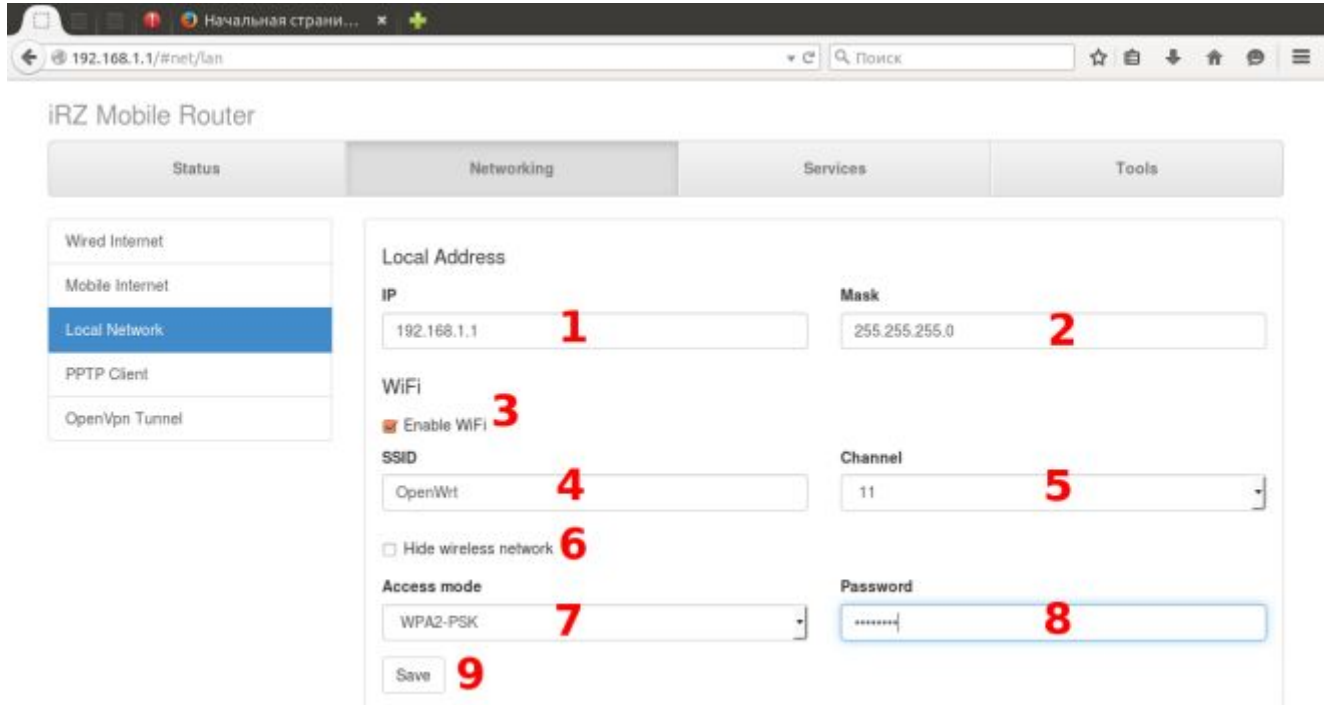 Начальная страни...
192.168.1.1/#net/lan
Поиск
iRZ Mobile Router
Status Networking Services Tools
Wired Internet
Mobile Internet
Local Network
PPTP Client
OpenVpn Tunnel
Local Address
IP Mask
192.168.1.1 1 255.255.255.0 2
WiFi
Enable WiFi 3
SSID Channel
OpenWrt 4 11 5
Hide wireless network 6
Access mode Password
WPA2-PSK 7 •••••••• 8
Save 9